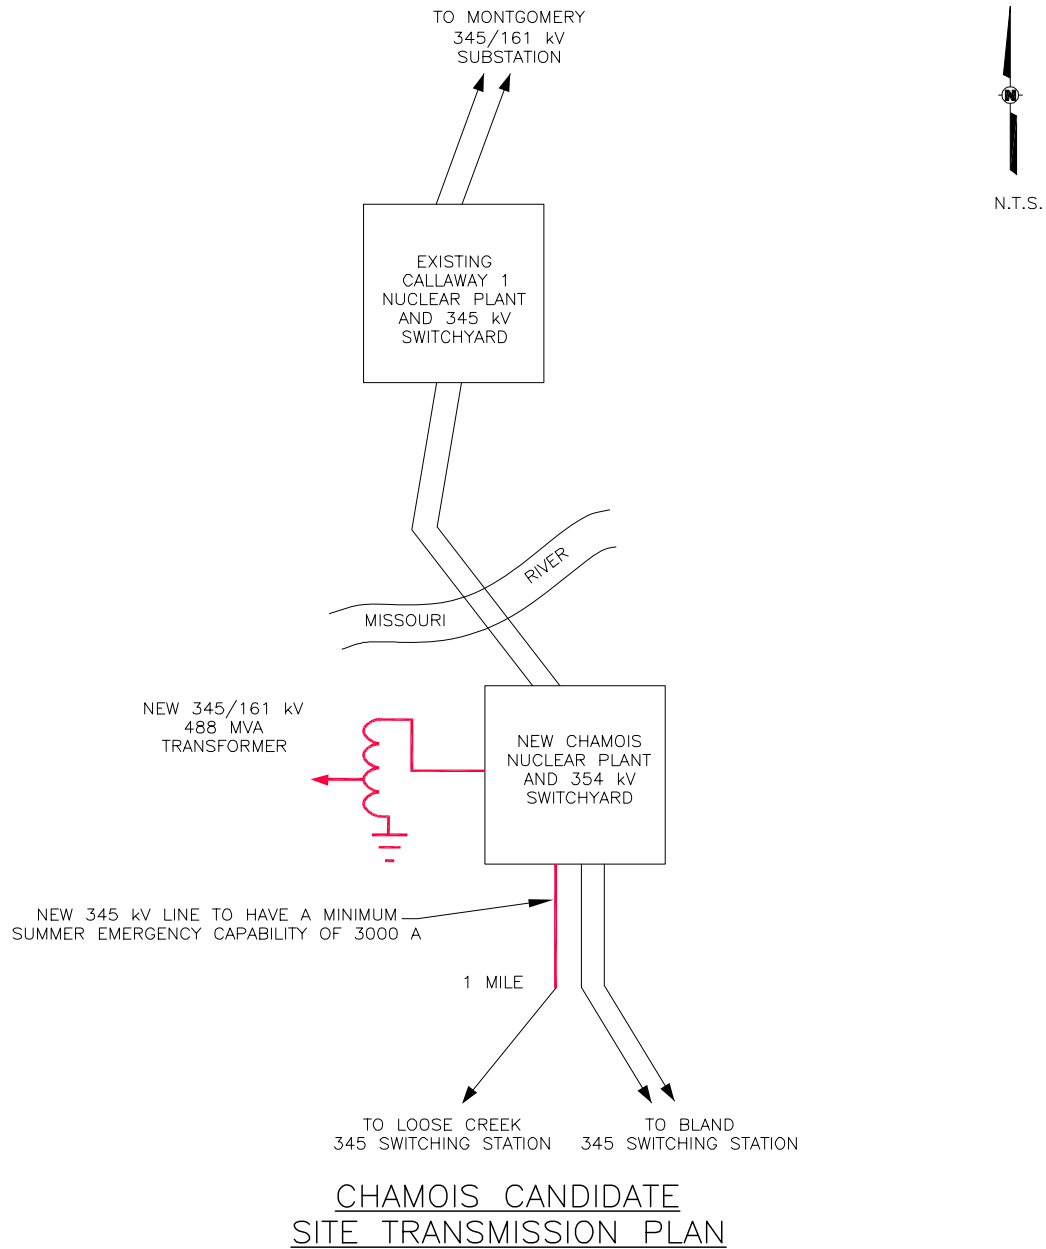 TO MONTGOMERY
345/161 kV
SUBSTATION
N
N.T.S.
EXISTING
CALLAWAY 1
NUCLEAR PLANT
AND 345 kV
SWITCHYARD
RIVER
MISSOURI
NEW 345/161 kV
488 MVA
TRANSFORMER
NEW CHAMOIS
NUCLEAR PLANT
AND 354 kV
SWITCHYARD
NEW 345 kV LINE TO HAVE A MINIMUM
SUMMER EMERGENCY CAPABILITY OF 3000 A
1 MILE
TO LOOSE CREEK
345 SWITCHING STATION
TO BLAND
345 SWITCHING STATION
CHAMOIS CANDIDATE
SITE TRANSMISSION PLAN